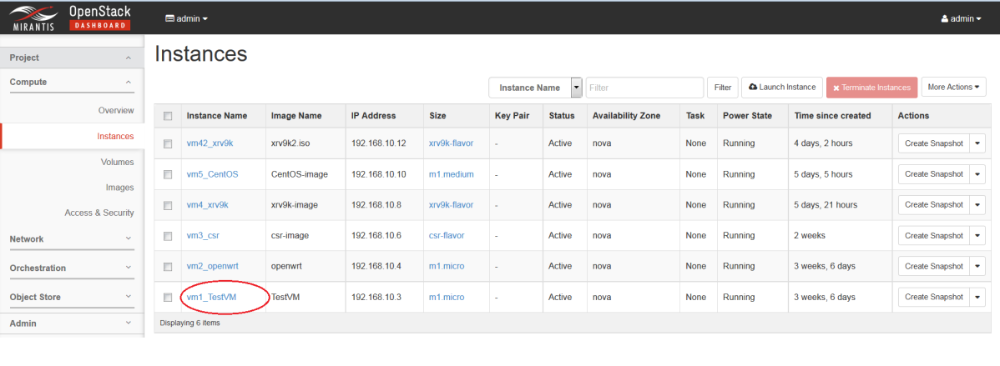 MIRANTIS
OpenStack
DASHBOARD
admin
admin
Project
Compute
Overview
Instances
Volumes
Images
Access & Security
Network
Orchestration
Object Store
Admin
Instances
Instance Name Filter Filter Launch Instance Terminate Instances More Actions
Instance Name Image Name IP Address Size Key Pair Status Availability Zone Task Power State Time since created Actions
vm42_xrv9k xrv9k2.iso 192.168.10.12 xrv9k-flavor - Active nova None Running 4 days, 2 hours Create Snapshot
vm5_CentOS CentOS-image 192.168.10.10 m1.medium - Active nova None Running 5 days, 5 hours Create Snapshot
vm4_xrv9k xrv9k-image 192.168.10.8 xrv9k-flavor - Active nova None Running 5 days, 21 hours Create Snapshot
vm3_csr csr-image 192.168.10.6 csr-flavor - Active nova None Running 2 weeks Create Snapshot
vm2_openwrt openwrt 192.168.10.4 m1.micro - Active nova None Running 3 weeks, 6 days Create Snapshot
vm1_TestVM TestVM 192.168.10.3 m1.micro - Active nova None Running 3 weeks, 6 days Create Snapshot
Displaying 6 items